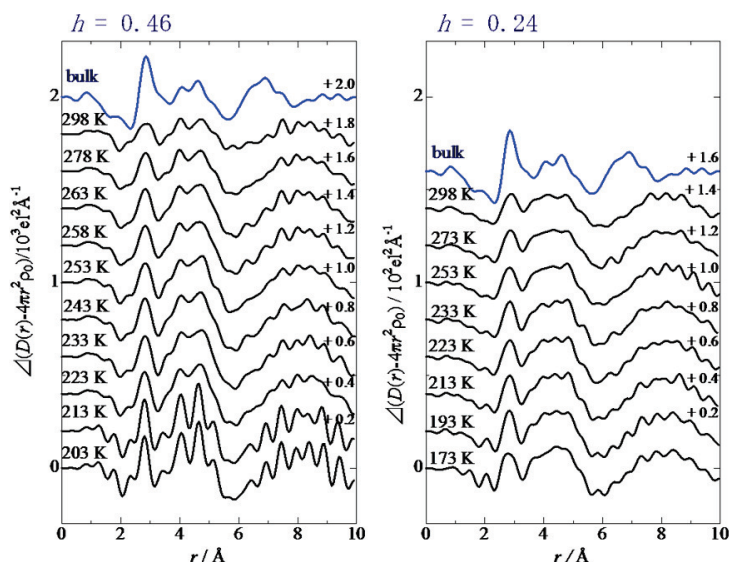 h = 0.46
⊿(D(r)-4πr²ρ₀)/10³el²Å⁻¹
2
1
0
bulk
+2.0
298 K
+1.8
278 K
+1.6
263 K
+1.4
258 K
+1.2
253 K
+1.0
243 K
+0.8
233 K
+0.6
223 K
+0.4
213 K
+0.2
203 K
0 2 4 6 8 10
r / Å
h = 0.24
⊿(D(r)-4πr²ρ₀) / 10²el²Å⁻¹
2
1
0
bulk
+1.6
298 K
+1.4
273 K
+1.2
253 K
+1.0
233 K
+0.8
223 K
+0.6
213 K
+0.4
193 K
+0.2
173 K
0 2 4 6 8 10
r / Å